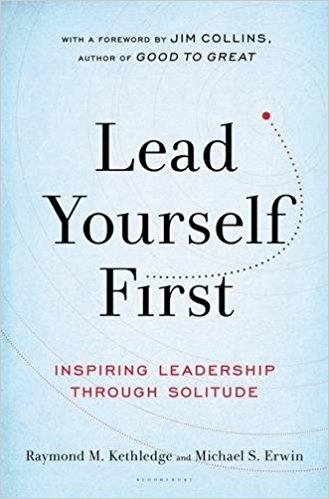 WITH A FOREWORD BY JIM COLLINS,
AUTHOR OF GOOD TO GREAT
Lead
Yourself
First
INSPIRING LEADERSHIP
THROUGH SOLITUDE
Raymond M. Kethledge and Michael S. Erwin
BLOOMSBURY